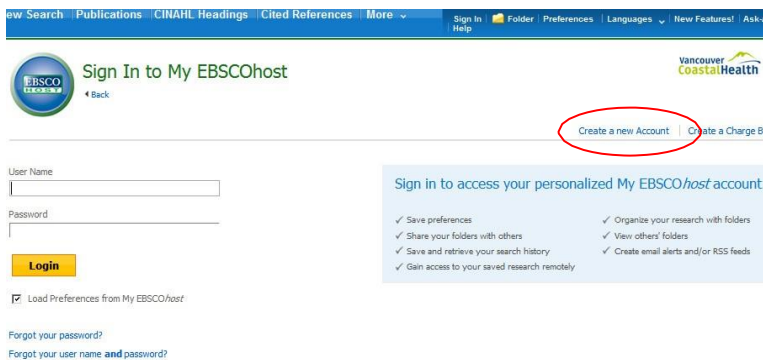 ew Search | Publications | CINAHL Headings | Cited References | More
Sign In | Folder | Preferences | Languages | New Features! | Ask-
Help
EBSCO
HOST
Sign In to My EBSCOhost
Back
Vancouver
CoastalHealth
Create a new Account | Create a Charge B
User Name
Password
Login
Load Preferences from My EBSCOhost
Forgot your password?
Forgot your user name and password?
Sign in to access your personalized My EBSCOhost account
✓ Save preferences
✓ Share your folders with others
✓ Save and retrieve your search history
✓ Gain access to your saved research remotely
✓ Organize your research with folders
✓ View others' folders
✓ Create email alerts and/or RSS feeds